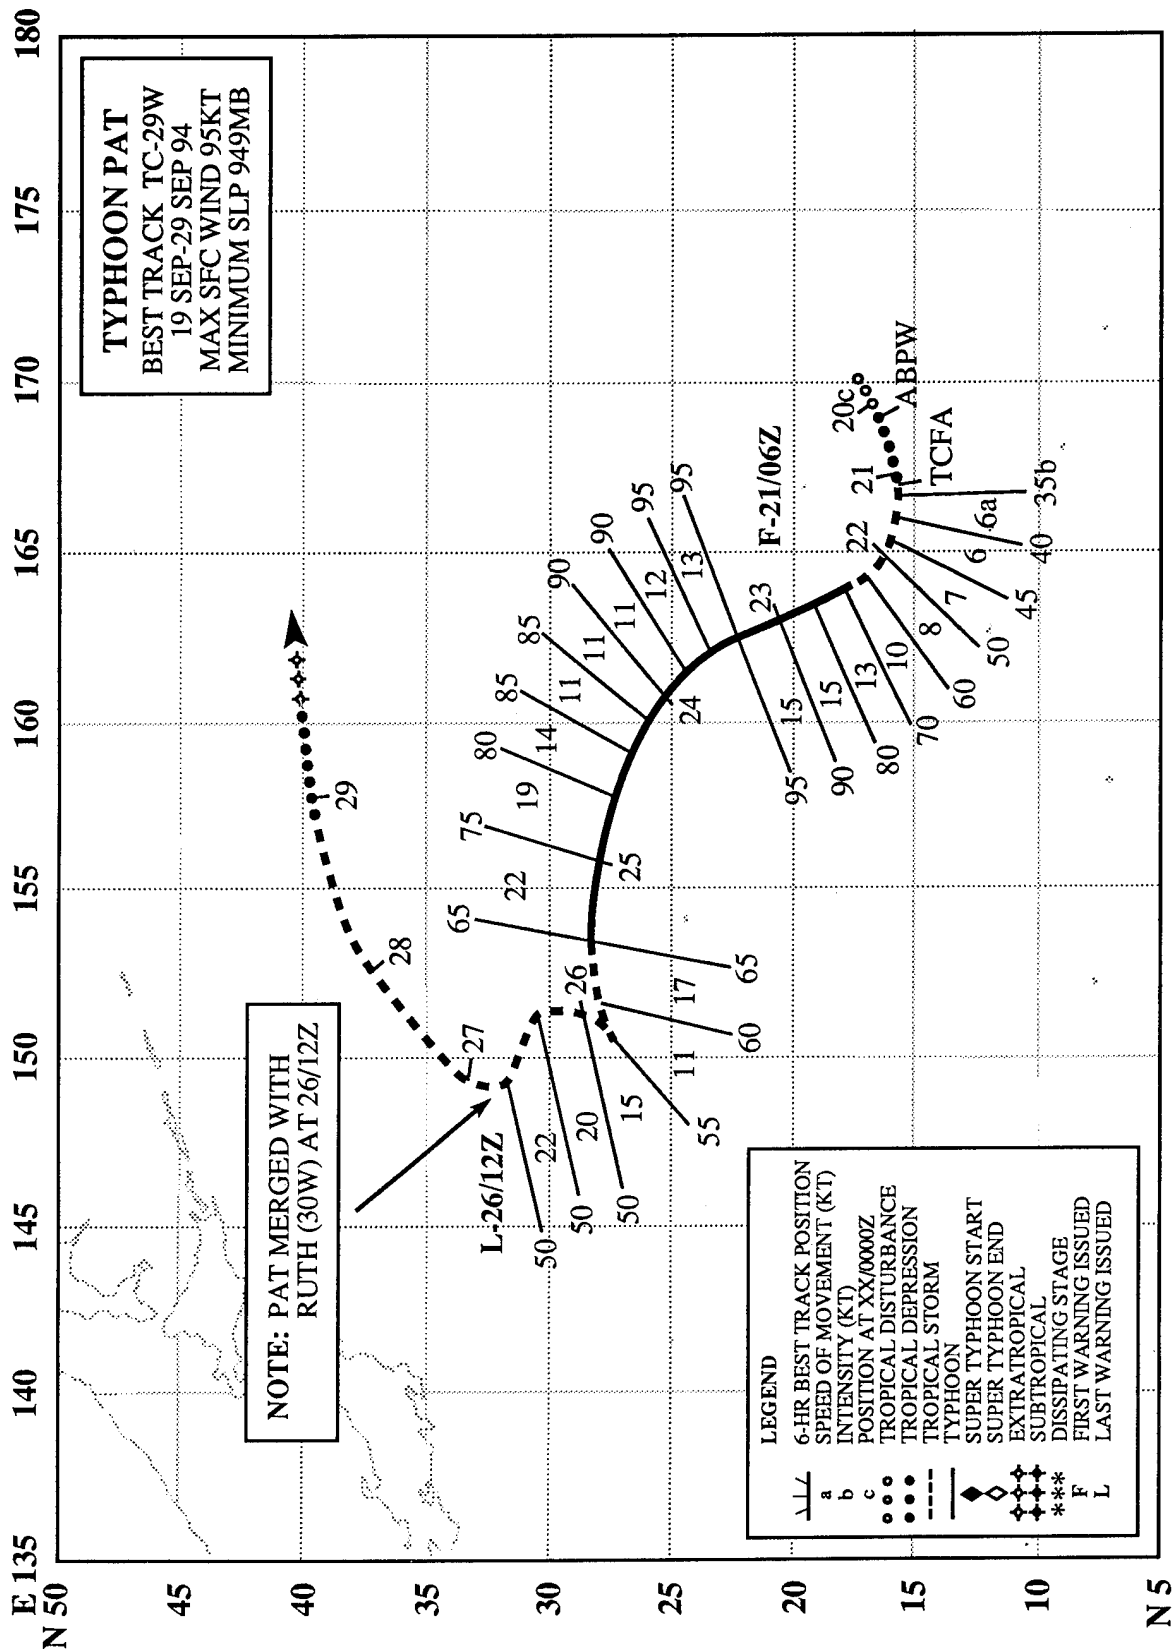 E 135
140
145
150
155
160
165
170
175
180
N 50
45
40
35
30
25
20
15
10
N 5
TYPHOON PAT
BEST TRACK TC-29W
19 SEP-29 SEP 94
MAX SFC WIND 95KT
MINIMUM SLP 949MB
NOTE: PAT MERGED WITH
RUTH (30W) AT 26/12Z
L-26/12Z
F-21/06Z
ABPW
TCFA
20c
21
22
23
24
25
26
27
28
29
35b
40
45
50
60
70
80
90
95
95
95
90
90
85
85
80
75
65
65
60
55
50
50
50
6a
6
7
8
10
13
15
15
13
12
11
11
11
14
19
22
17
11
15
20
22
LEGEND
6-HR BEST TRACK POSITION
a SPEED OF MOVEMENT (KT)
b INTENSITY (KT)
c POSITION AT XX/0000Z
TROPICAL DISTURBANCE
TROPICAL DEPRESSION
TROPICAL STORM
TYPHOON
SUPER TYPHOON START
SUPER TYPHOON END
EXTRATROPICAL
SUBTROPICAL
*** DISSIPATING STAGE
F FIRST WARNING ISSUED
L LAST WARNING ISSUED